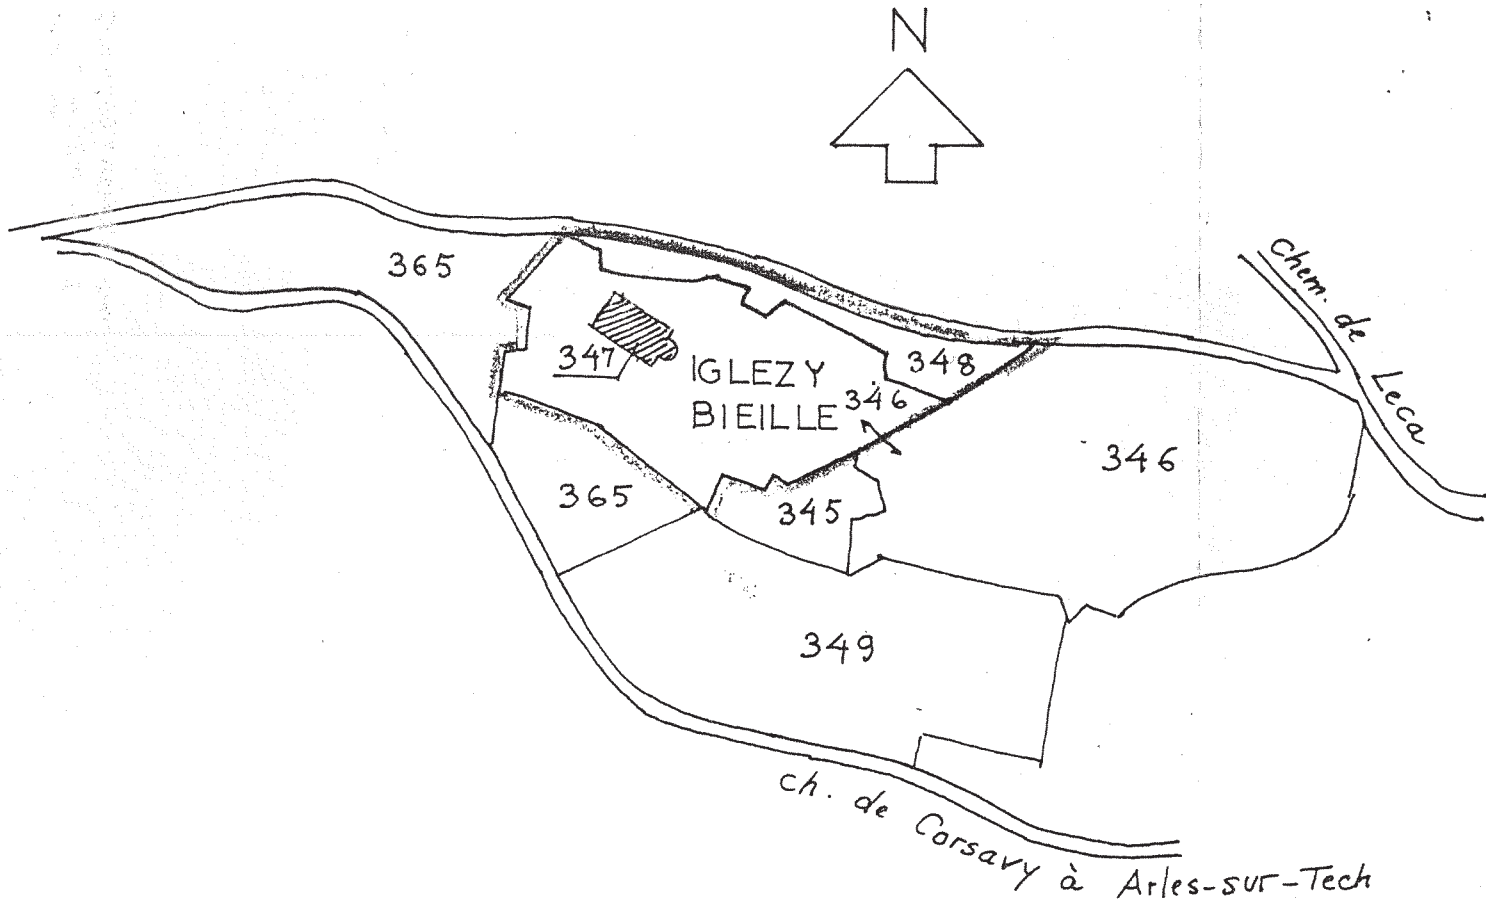 N
365
Chem. de Leca
347
IGLEZY
BIEILLE
348
346
346
365
345
349
ch. de Corsavy à Arles-sur-Tech